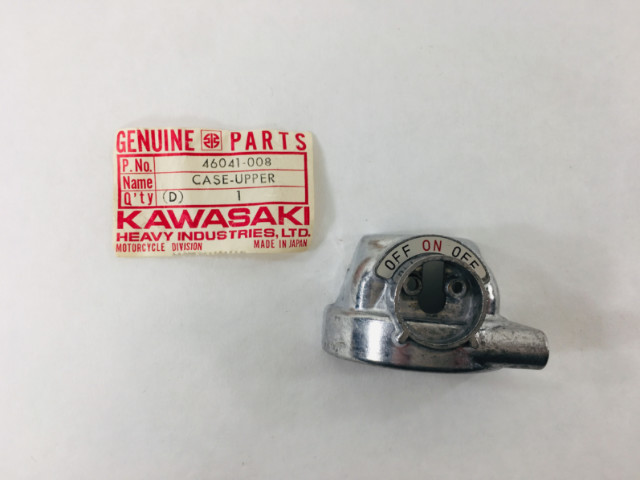 GENUINE PARTS
P. No. 46041-008
Name CASE-UPPER
Q'ty (D) 1
KAWASAKI
HEAVY INDUSTRIES, LTD.
MOTORCYCLE DIVISION MADE IN JAPAN
OFF ON OFF